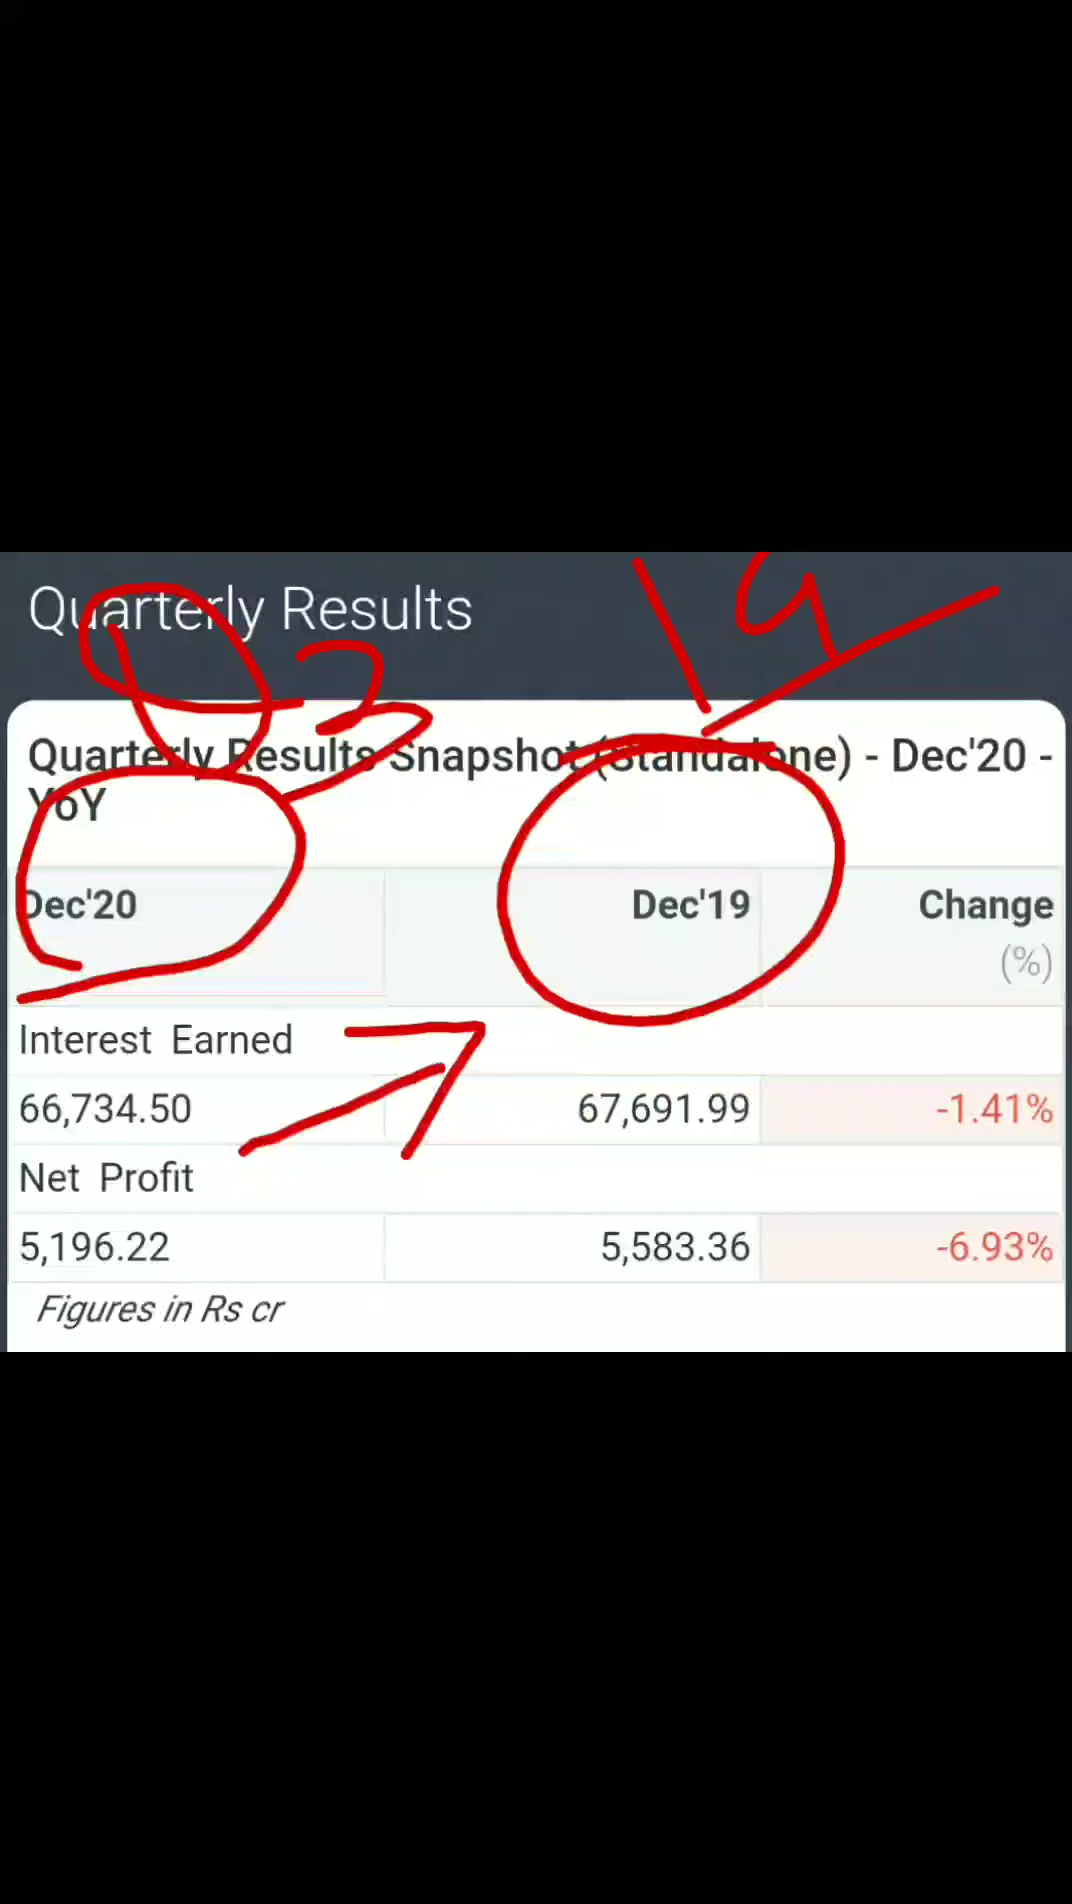 Quarterly Results
Q-3
19
Quarterly Results Snapshot (Standalone) - Dec'20 -
YoY
Dec'20 Dec'19 Change
(%)
Interest Earned
66,734.50 67,691.99 -1.41%
Net Profit
5,196.22 5,583.36 -6.93%
Figures in Rs cr